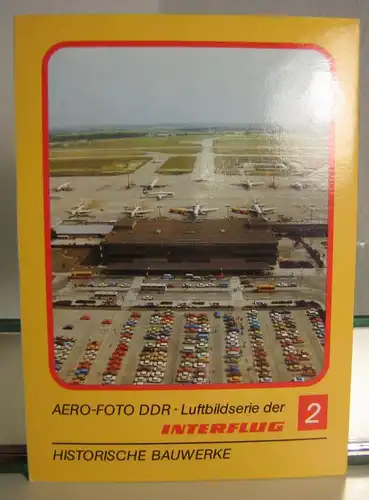 AERO-FOTO DDR · Luftbildserie der
INTERFLUG 2
HISTORISCHE BAUWERKE